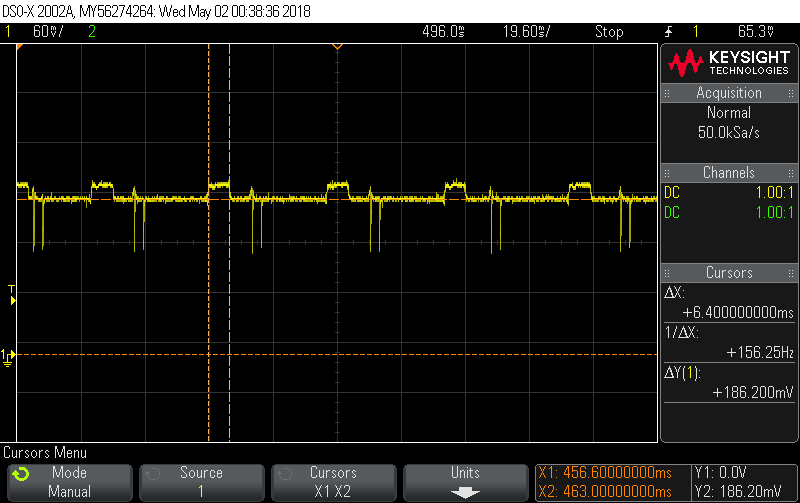 DSO-X 2002A, MY56274264: Wed May 02 00:38:36 2018
1 60mV/ 2 496.0ms 19.60ms/ Stop 1 65.3mV
KEYSIGHT
TECHNOLOGIES
Acquisition
Normal
50.0kSa/s
Channels
DC 1.00:1
DC 1.00:1
Cursors
ΔX:
+6.400000000ms
1/ΔX:
+156.25Hz
ΔY(1):
+186.200mV
T
1
Cursors Menu
Mode
Manual
Source
1
Cursors
X1 X2
Units
X1: 456.60000000ms
X2: 463.00000000ms
Y1: 0.0V
Y2: 186.20mV